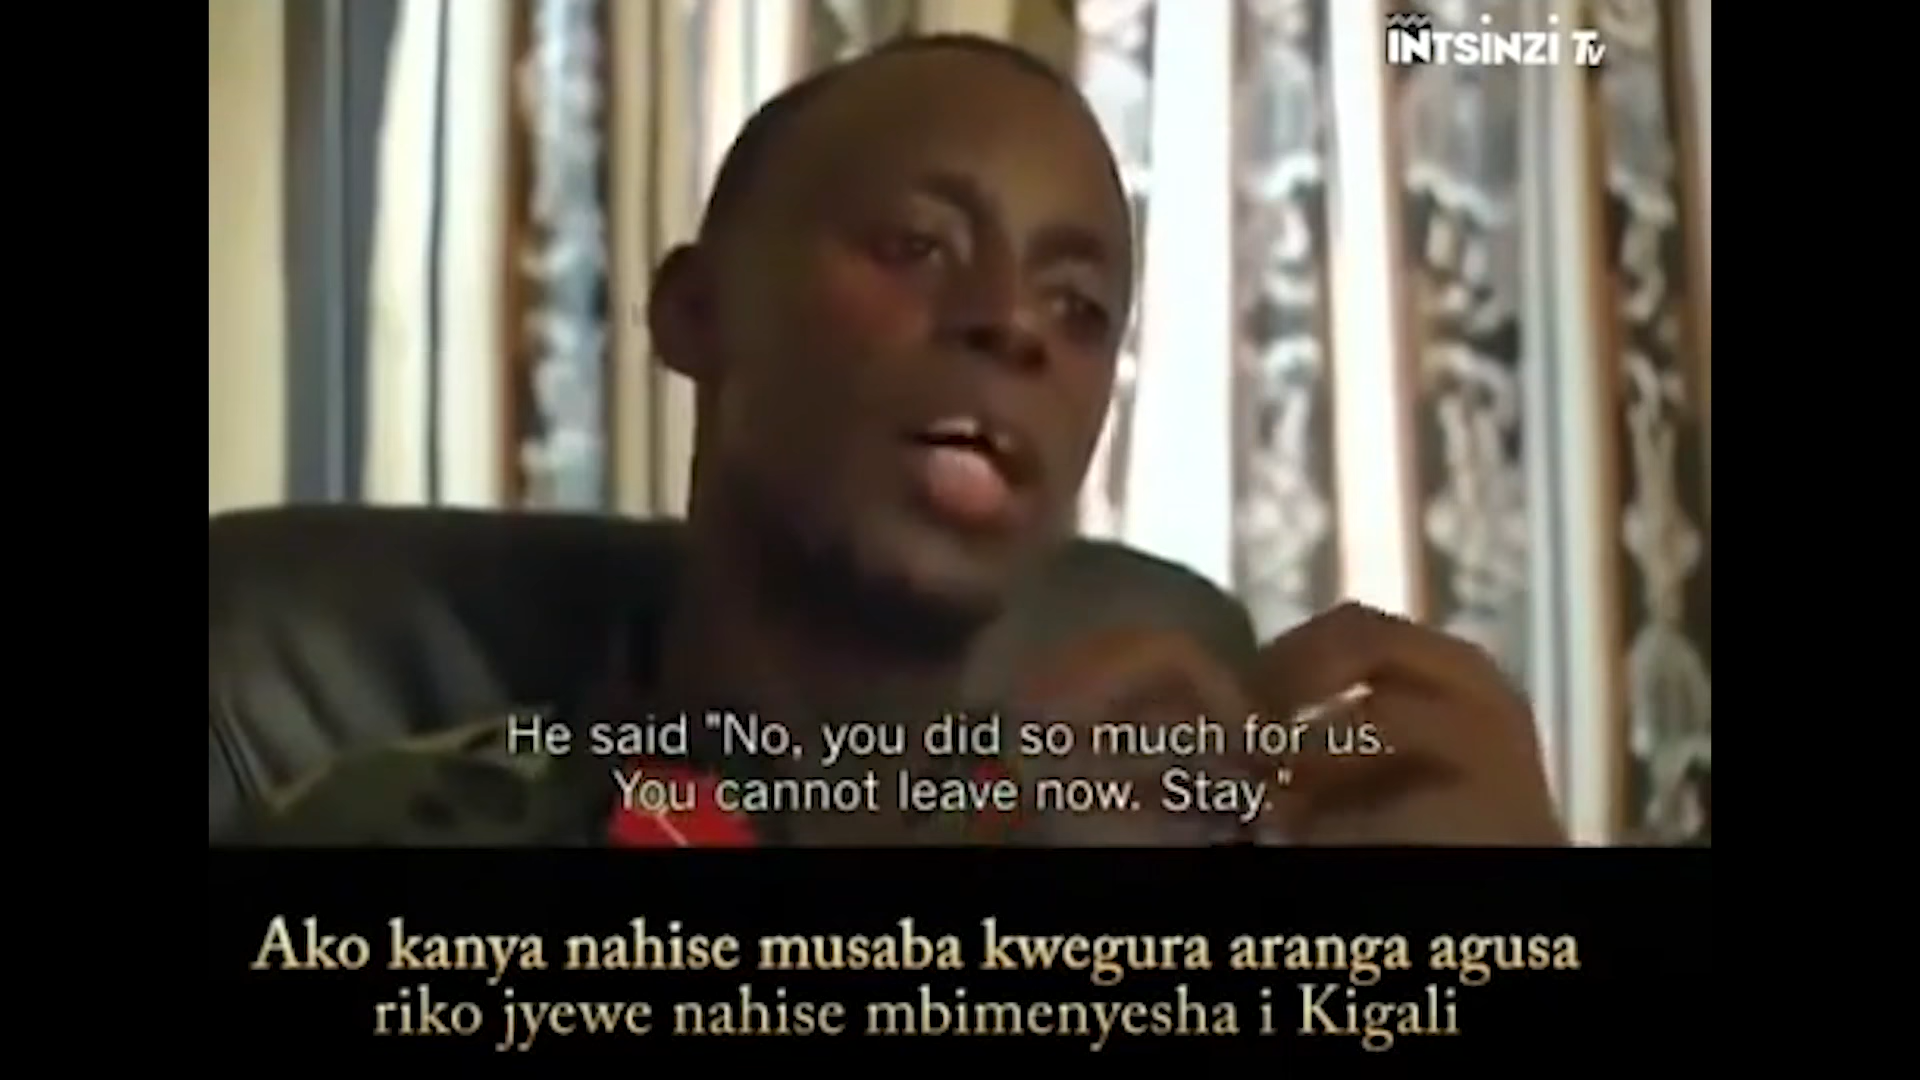 INTSINZI Tv
He said "No, you did so much for us.
You cannot leave now. Stay."
Ako kanya nahise musaba kwegura aranga agusa
riko jyewe nahise mbimenyesha i Kigali